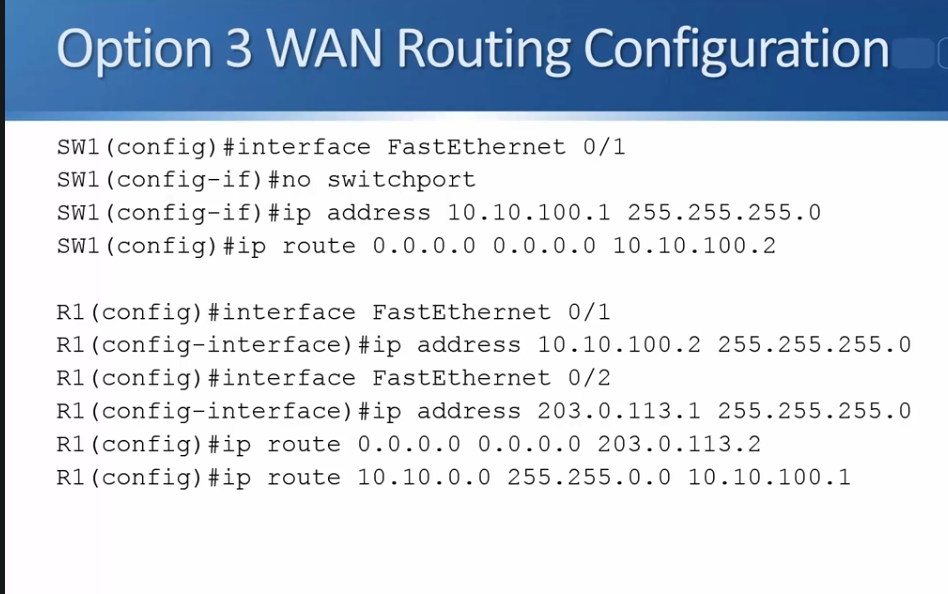 Option 3 WAN Routing Configuration
SW1(config)#interface FastEthernet 0/1
SW1(config-if)#no switchport
SW1(config-if)#ip address 10.10.100.1 255.255.255.0
SW1(config)#ip route 0.0.0.0 0.0.0.0 10.10.100.2
R1(config)#interface FastEthernet 0/1
R1(config-interface)#ip address 10.10.100.2 255.255.255.0
R1(config)#interface FastEthernet 0/2
R1(config-interface)#ip address 203.0.113.1 255.255.255.0
R1(config)#ip route 0.0.0.0 0.0.0.0 203.0.113.2
R1(config)#ip route 10.10.0.0 255.255.0.0 10.10.100.1